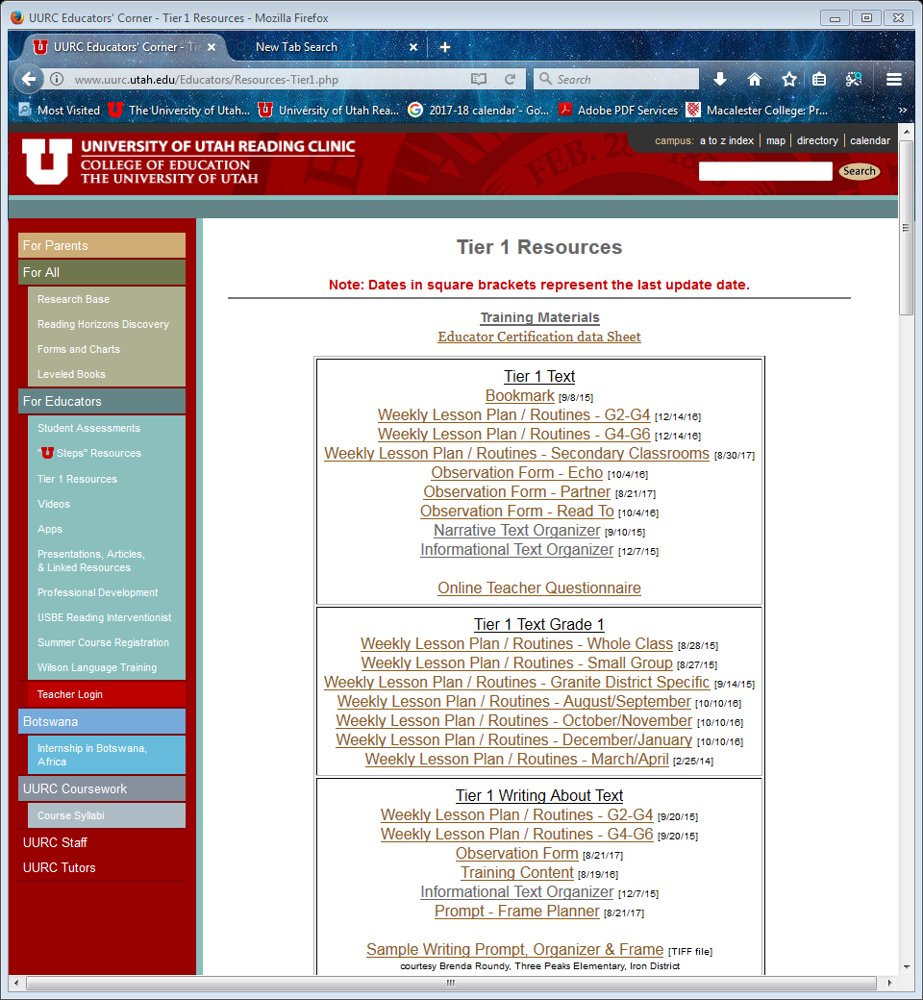 UURC Educators' Corner - Tier 1 Resources - Mozilla Firefox
UURC Educators' Corner - Tie
New Tab Search
www.uurc.utah.edu/Educators/Resources-Tier1.php
Search
Most Visited
The University of Utah...
University of Utah Rea...
2017-18 calendar - Go...
Adobe PDF Services
Macalester College: Pr...
UNIVERSITY OF UTAH READING CLINIC
COLLEGE OF EDUCATION
THE UNIVERSITY OF UTAH
FEB. 28
campus: a to z index | map | directory | calendar
Search
For Parents
For All
Research Base
Reading Horizons Discovery
Forms and Charts
Leveled Books
For Educators
Student Assessments
"U Steps" Resources
Tier 1 Resources
Videos
Apps
Presentations, Articles,
& Linked Resources
Professional Development
USBE Reading Interventionist
Summer Course Registration
Wilson Language Training
Teacher Login
Botswana
Internship in Botswana,
Africa
UURC Coursework
Course Syllabi
UURC Staff
UURC Tutors
Tier 1 Resources
Note: Dates in square brackets represent the last update date.
Training Materials
Educator Certification data Sheet
Tier 1 Text
Bookmark [9/8/15]
Weekly Lesson Plan / Routines - G2-G4 [12/14/16]
Weekly Lesson Plan / Routines - G4-G6 [12/14/16]
Weekly Lesson Plan / Routines - Secondary Classrooms [8/30/17]
Observation Form - Echo [10/4/16]
Observation Form - Partner [8/21/17]
Observation Form - Read To [10/4/16]
Narrative Text Organizer [9/10/15]
Informational Text Organizer [12/7/15]
Online Teacher Questionnaire
Tier 1 Text Grade 1
Weekly Lesson Plan / Routines - Whole Class [8/28/15]
Weekly Lesson Plan / Routines - Small Group [8/27/15]
Weekly Lesson Plan / Routines - Granite District Specific [9/14/15]
Weekly Lesson Plan / Routines - August/September [10/10/16]
Weekly Lesson Plan / Routines - October/November [10/10/16]
Weekly Lesson Plan / Routines - December/January [10/10/16]
Weekly Lesson Plan / Routines - March/April [2/25/14]
Tier 1 Writing About Text
Weekly Lesson Plan / Routines - G2-G4 [9/20/15]
Weekly Lesson Plan / Routines - G4-G6 [9/20/15]
Observation Form [8/21/17]
Training Content [8/19/16]
Informational Text Organizer [12/7/15]
Prompt - Frame Planner [8/21/17]
Sample Writing Prompt, Organizer & Frame [TIFF file]
courtesy Brenda Roundy, Three Peaks Elementary, Iron District